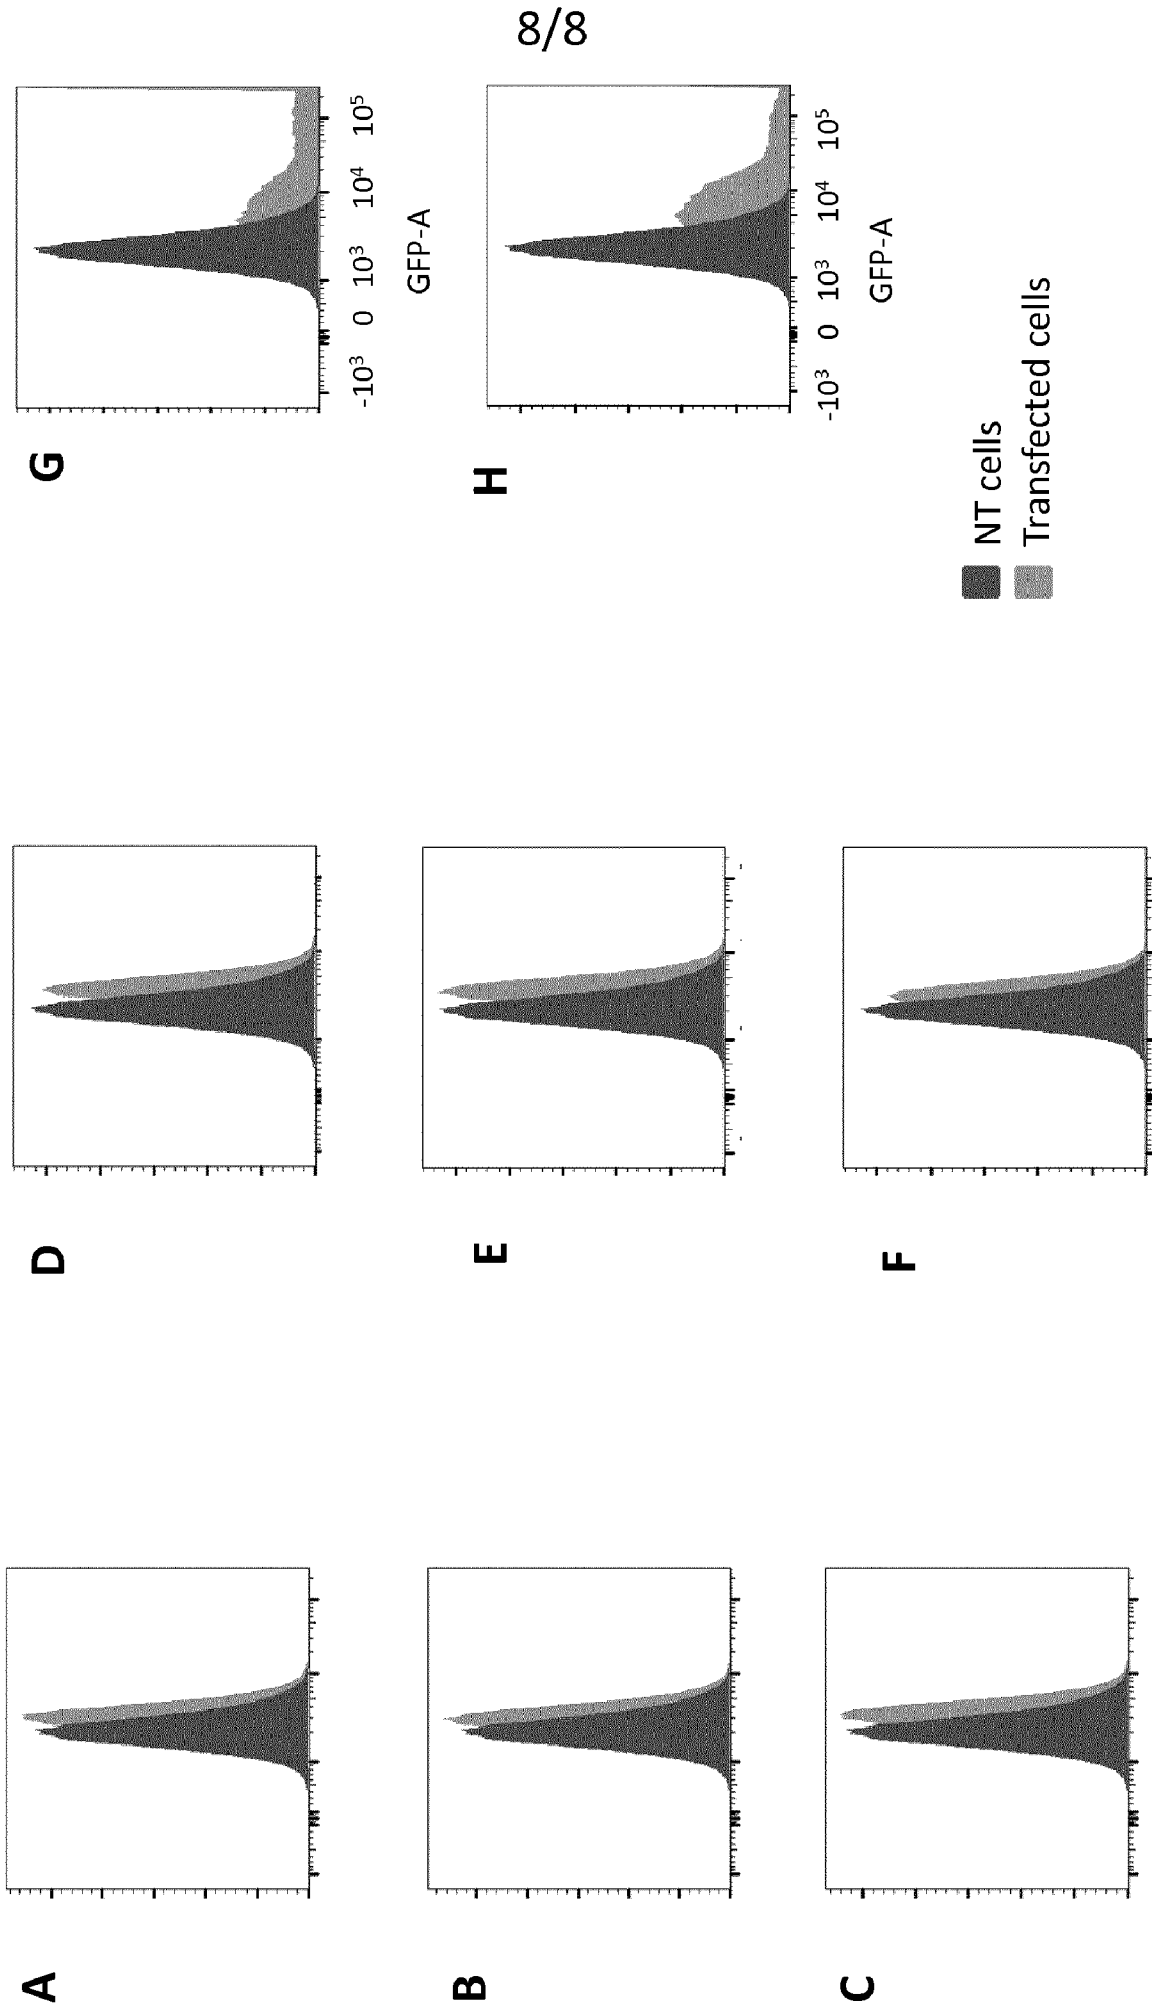 8/8
A
B
C
D
E
F
G
-10³ 0 10³ 10⁴ 10⁵
GFP-A
H
-10³ 0 10³ 10⁴ 10⁵
GFP-A
NT cells
Transfected cells